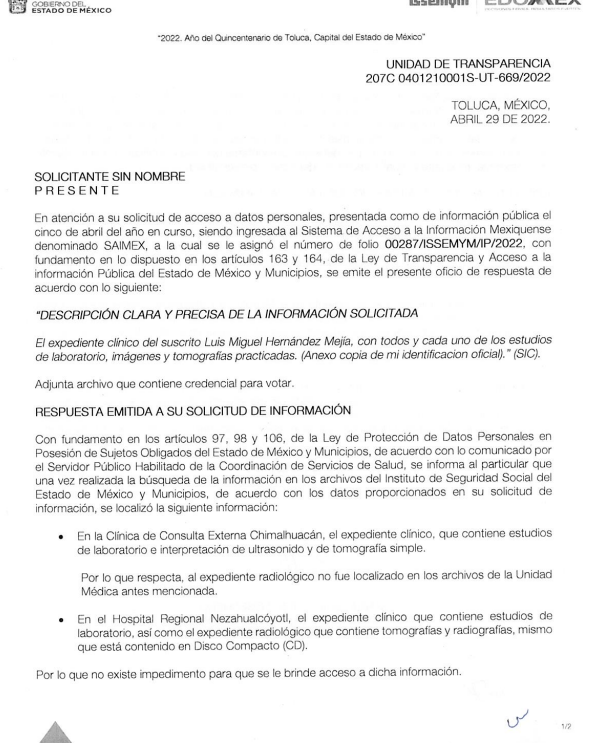 GOBIERNO DEL
ESTADO DE MÉXICO
issemym
EDOMÉX
"2022. Año del Quincentenario de Toluca, Capital del Estado de México"
UNIDAD DE TRANSPARENCIA
207C 0401210001S-UT-669/2022
TOLUCA, MÉXICO,
ABRIL 29 DE 2022.
SOLICITANTE SIN NOMBRE
P R E S E N T E
En atención a su solicitud de acceso a datos personales, presentada como de información pública el
cinco de abril del año en curso, siendo ingresada al Sistema de Acceso a la Información Mexiquense
denominado SAIMEX, a la cual se le asignó el número de folio 00287/ISSEMYM/IP/2022, con
fundamento en lo dispuesto en los artículos 163 y 164, de la Ley de Transparencia y Acceso a la
información Pública del Estado de México y Municipios, se emite el presente oficio de respuesta de
acuerdo con lo siguiente:
"DESCRIPCIÓN CLARA Y PRECISA DE LA INFORMACIÓN SOLICITADA
El expediente clínico del suscrito Luis Miguel Hernández Mejía, con todos y cada uno de los estudios
de laboratorio, imágenes y tomografías practicadas. (Anexo copia de mi identificacion oficial)." (SIC).
Adjunta archivo que contiene credencial para votar.
RESPUESTA EMITIDA A SU SOLICITUD DE INFORMACIÓN
Con fundamento en los artículos 97, 98 y 106, de la Ley de Protección de Datos Personales en
Posesión de Sujetos Obligados del Estado de México y Municipios, de acuerdo con lo comunicado por
el Servidor Público Habilitado de la Coordinación de Servicios de Salud, se informa al particular que
una vez realizada la búsqueda de la información en los archivos del Instituto de Seguridad Social del
Estado de México y Municipios, de acuerdo con los datos proporcionados en su solicitud de
información, se localizó la siguiente información:
• En la Clínica de Consulta Externa Chimalhuacán, el expediente clínico, que contiene estudios
de laboratorio e interpretación de ultrasonido y de tomografía simple.
Por lo que respecta, al expediente radiológico no fue localizado en los archivos de la Unidad
Médica antes mencionada.
• En el Hospital Regional Nezahualcóyotl, el expediente clínico que contiene estudios de
laboratorio, así como el expediente radiológico que contiene tomografías y radiografías, mismo
que está contenido en Disco Compacto (CD).
Por lo que no existe impedimento para que se le brinde acceso a dicha información.
1/2